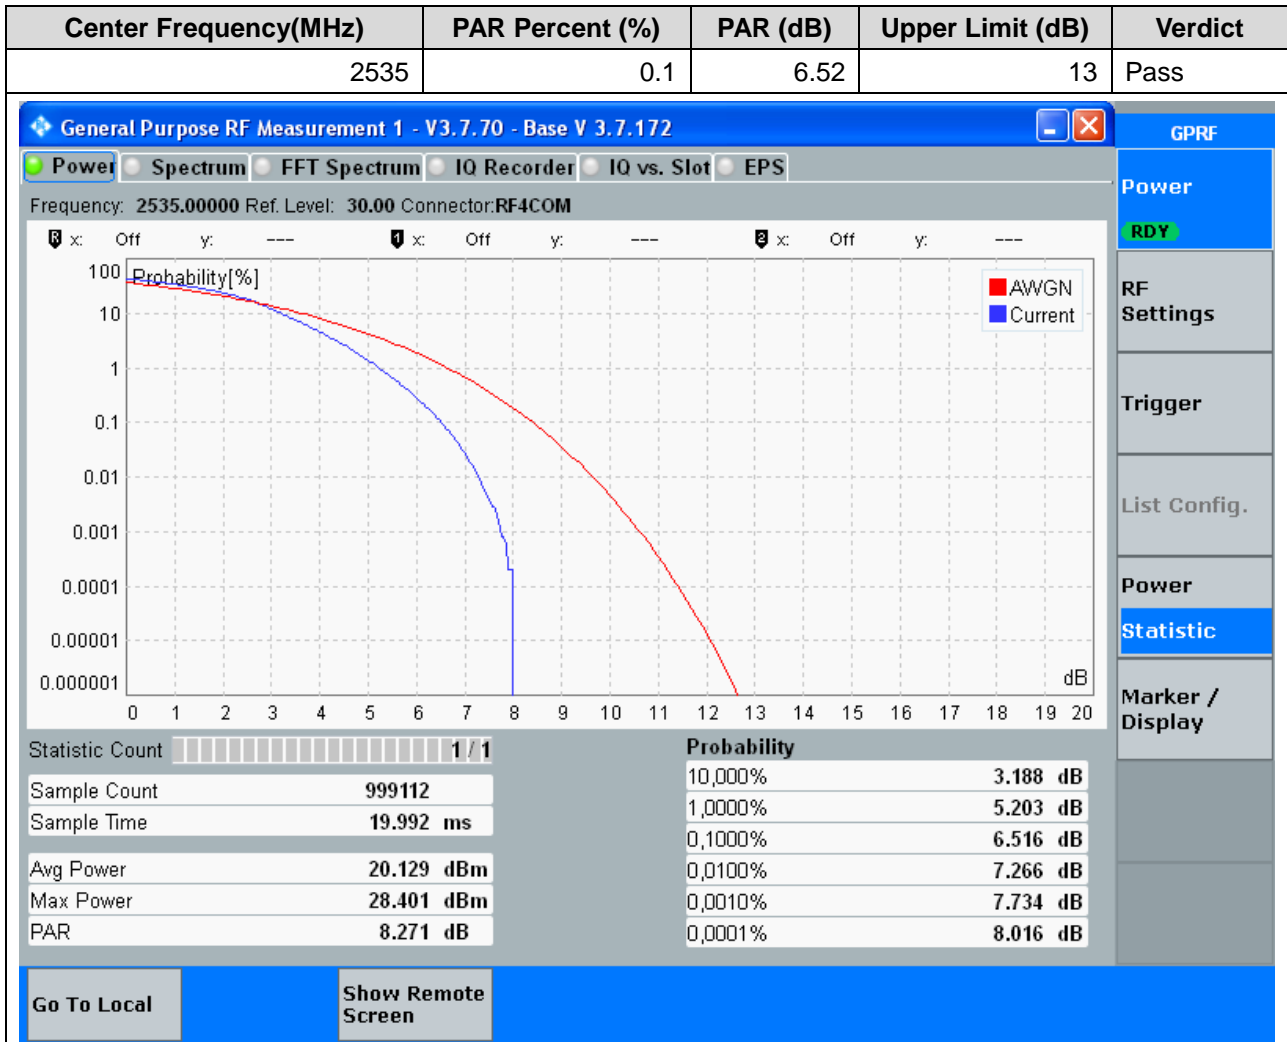 Center Frequency(MHz) PAR Percent (%) PAR (dB) Upper Limit (dB) Verdict
2535 0.1 6.52 13 Pass
General Purpose RF Measurement 1 - V3.7.70 - Base V 3.7.172
GPRF
Power Spectrum FFT Spectrum IQ Recorder IQ vs. Slot EPS
Frequency: 2535.00000 Ref. Level: 30.00 Connector:RF4COM
R x: Off y: --- 1 x: Off y: --- 2 x: Off y: ---
Probability[%]
100
10
1
0.1
0.01
0.001
0.0001
0.00001
0.000001
AWGN
Current
dB
0 1 2 3 4 5 6 7 8 9 10 11 12 13 14 15 16 17 18 19 20
Statistic Count 1 / 1
Sample Count 999112
Sample Time 19.992 ms
Avg Power 20.129 dBm
Max Power 28.401 dBm
PAR 8.271 dB
Probability
10,000% 3.188 dB
1,0000% 5.203 dB
0,1000% 6.516 dB
0,0100% 7.266 dB
0,0010% 7.734 dB
0,0001% 8.016 dB
Power
RDY
RF
Settings
Trigger
List Config.
Power
Statistic
Marker /
Display
Go To Local
Show Remote
Screen